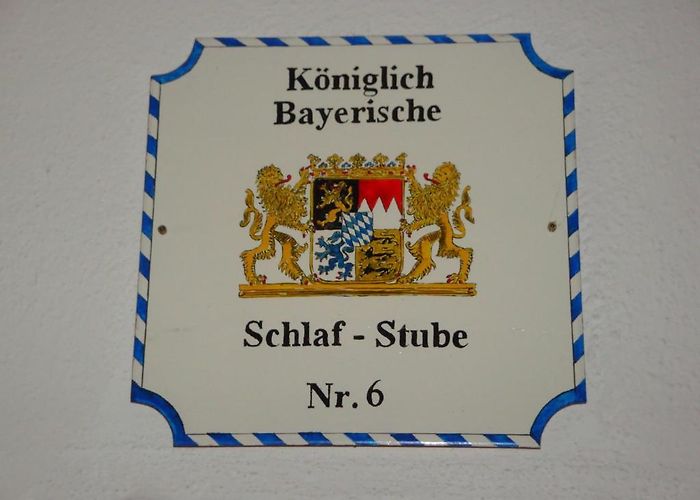 Königlich
Bayerische
Schlaf - Stube
Nr. 6